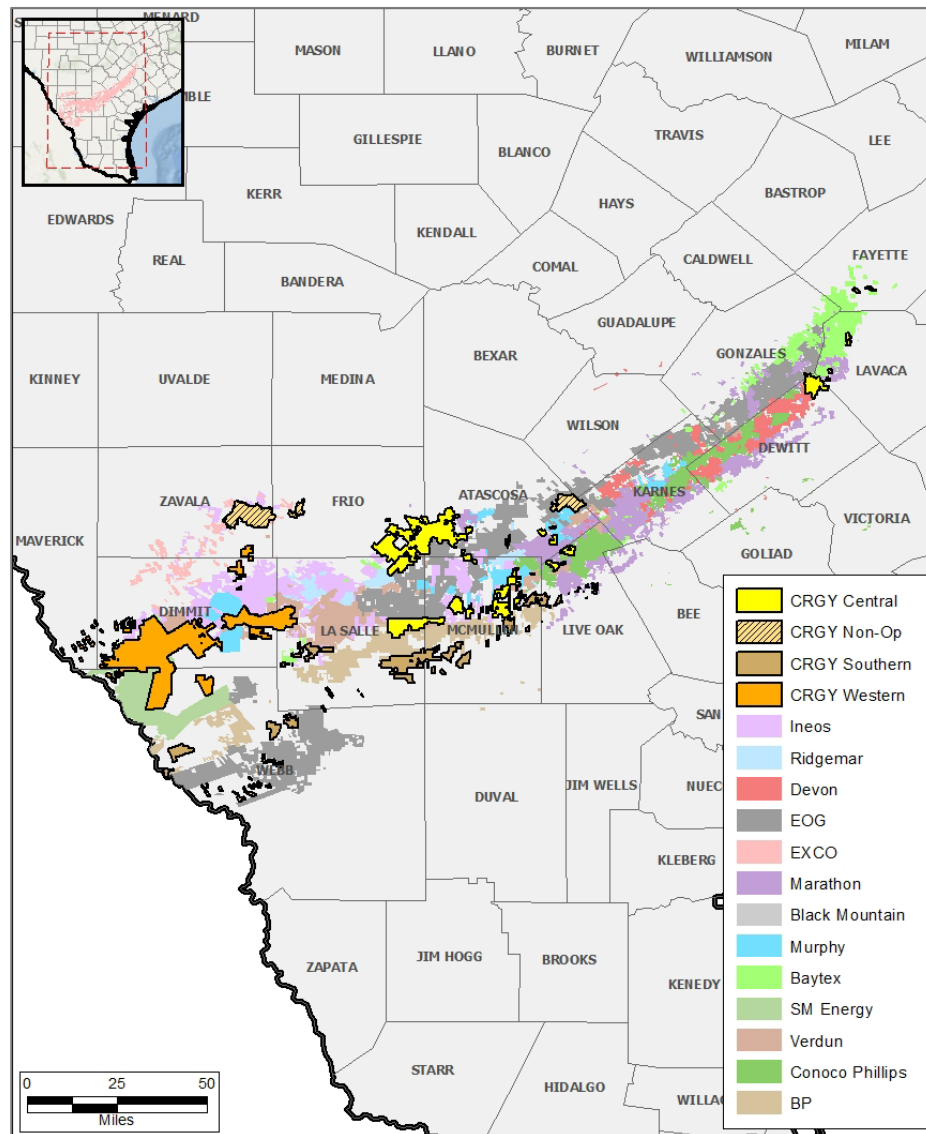 MENARD
MASON
LLANO
BURNET
WILLIAMSON
MILAM
GILLESPIE
TRAVIS
LEE
BLANCO
KERR
BASTROP
HAYS
EDWARDS
KENDALL
REAL
COMAL
CALDWELL
FAYETTE
BANDERA
GUADALUPE
GONZALES
BEXAR
LAVACA
KINNEY
UVALDE
MEDINA
WILSON
DEWITT
ZAVALA
FRIO
ATASCOSA
KARNES
VICTORIA
MAVERICK
GOLIAD
DIMMIT
LA SALLE
MCMULLEN
LIVE OAK
BEE
SAN
WEBB
DUVAL
JIM WELLS
NUEC
KLEBERG
ZAPATA
JIM HOGG
BROOKS
KENEDY
STARR
HIDALGO
WILLAC
CRGY Central
CRGY Non-Op
CRGY Southern
CRGY Western
Ineos
Ridgemar
Devon
EOG
EXCO
Marathon
Black Mountain
Murphy
Baytex
SM Energy
Verdun
Conoco Phillips
BP
0 25 50
Miles